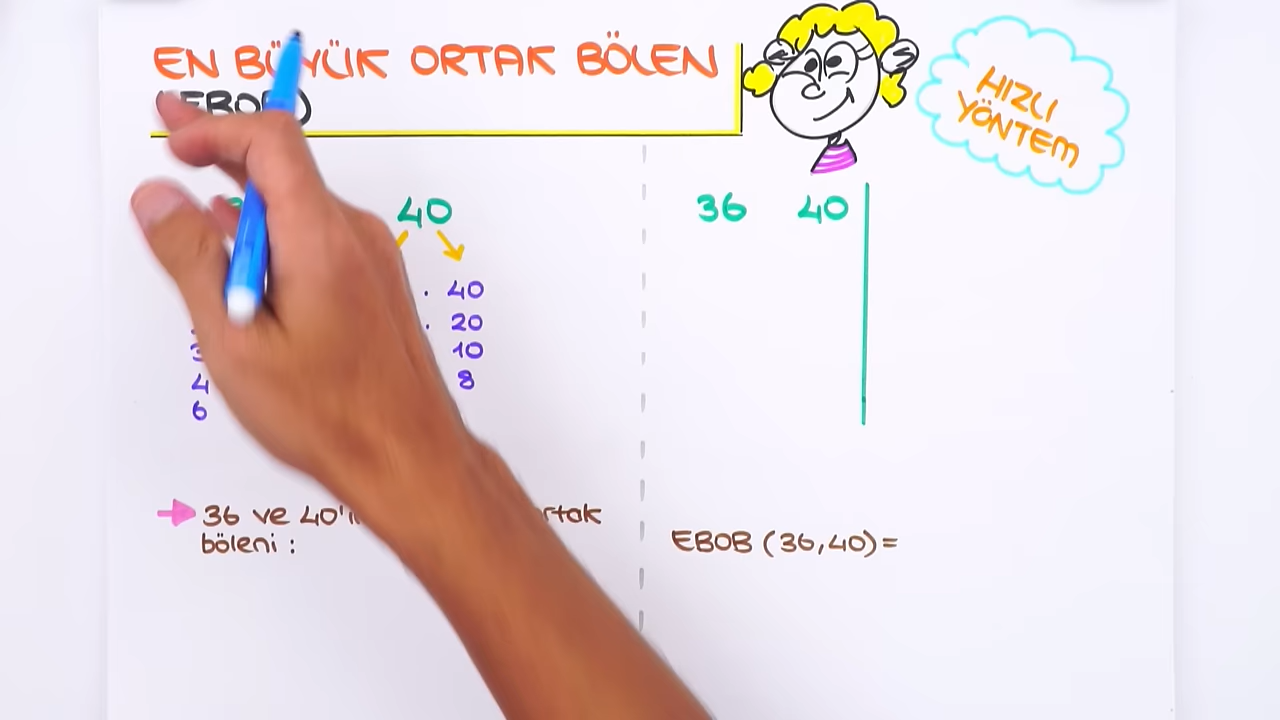 EN BÜYÜK ORTAK BÖLEN
HIZLI
YÖNTEM
40
. 40
. 20
10
4
8
6
36 ve 40'ı
böleni :
36 40
EBOB (36,40) =